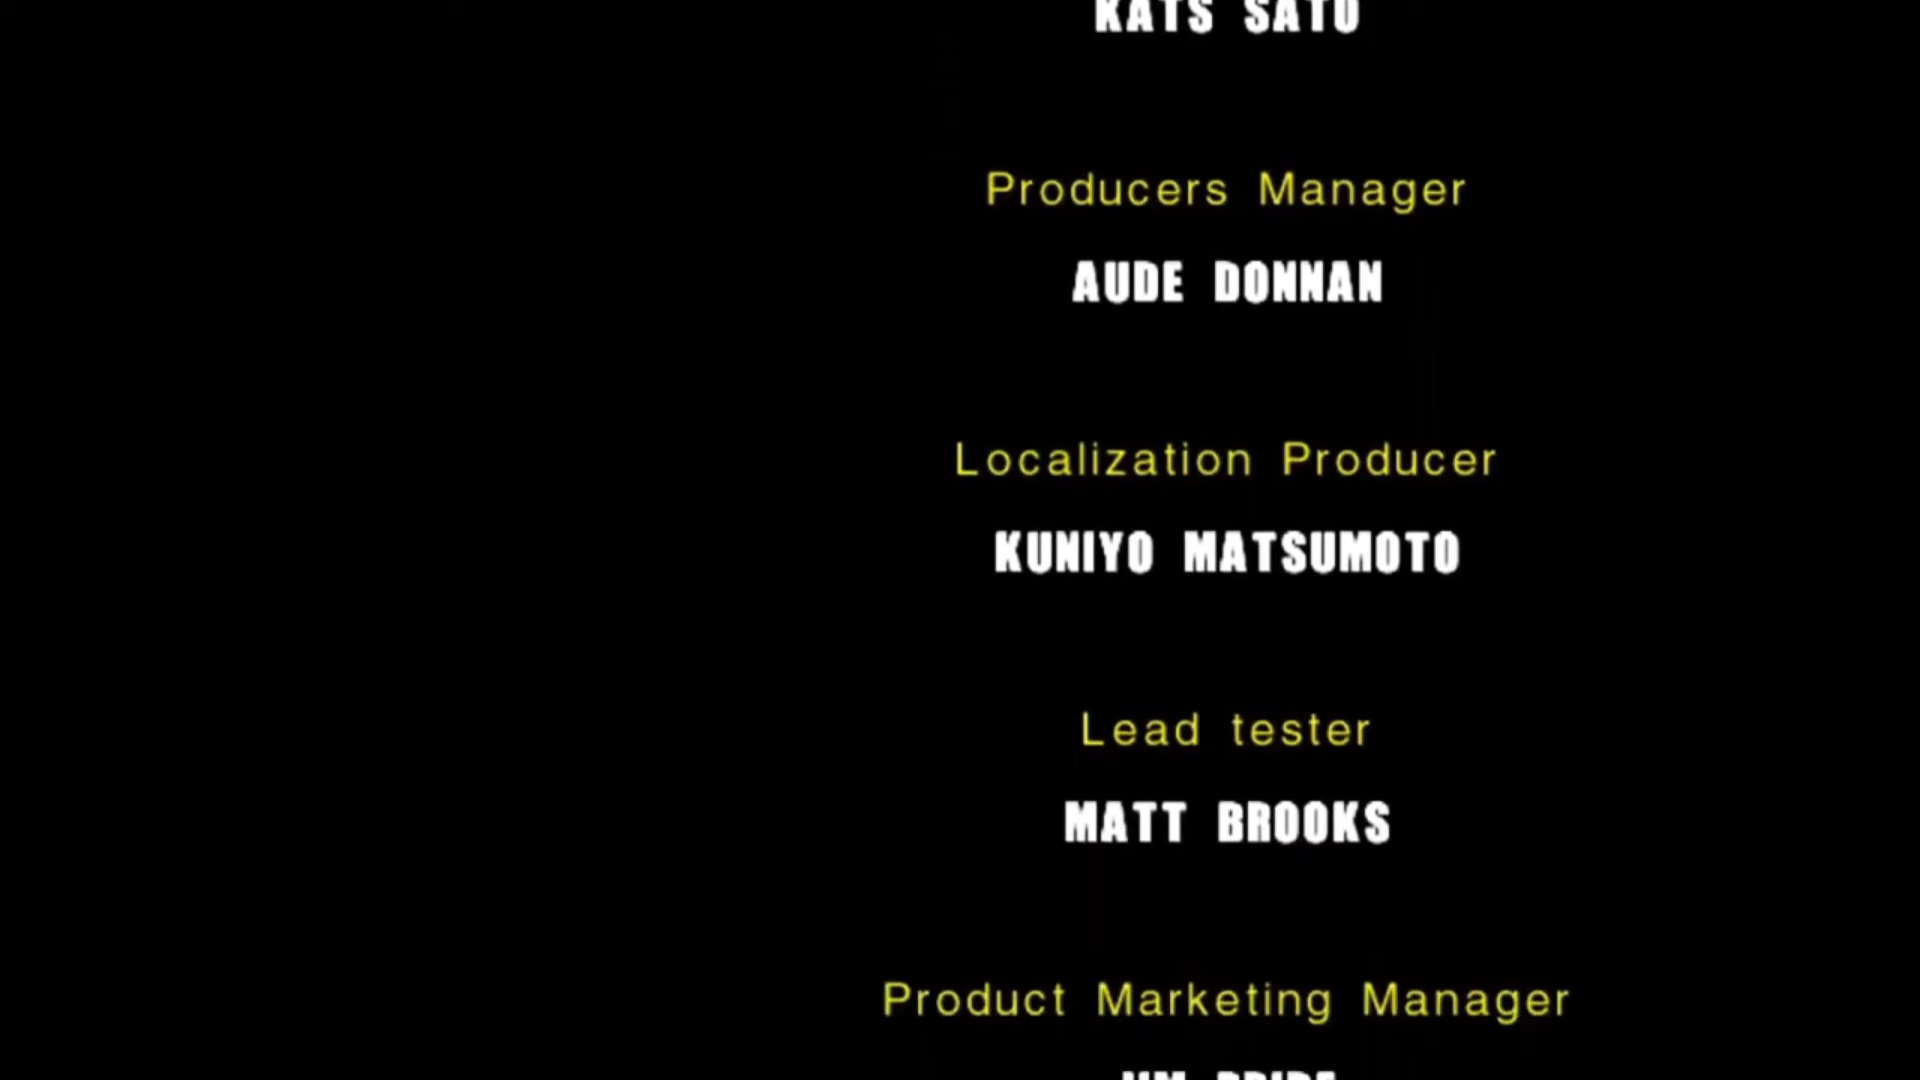 KATS SATO
Producers Manager
AUDE DONNAN
Localization Producer
KUNIYO MATSUMOTO
Lead tester
MATT BROOKS
Product Marketing Manager